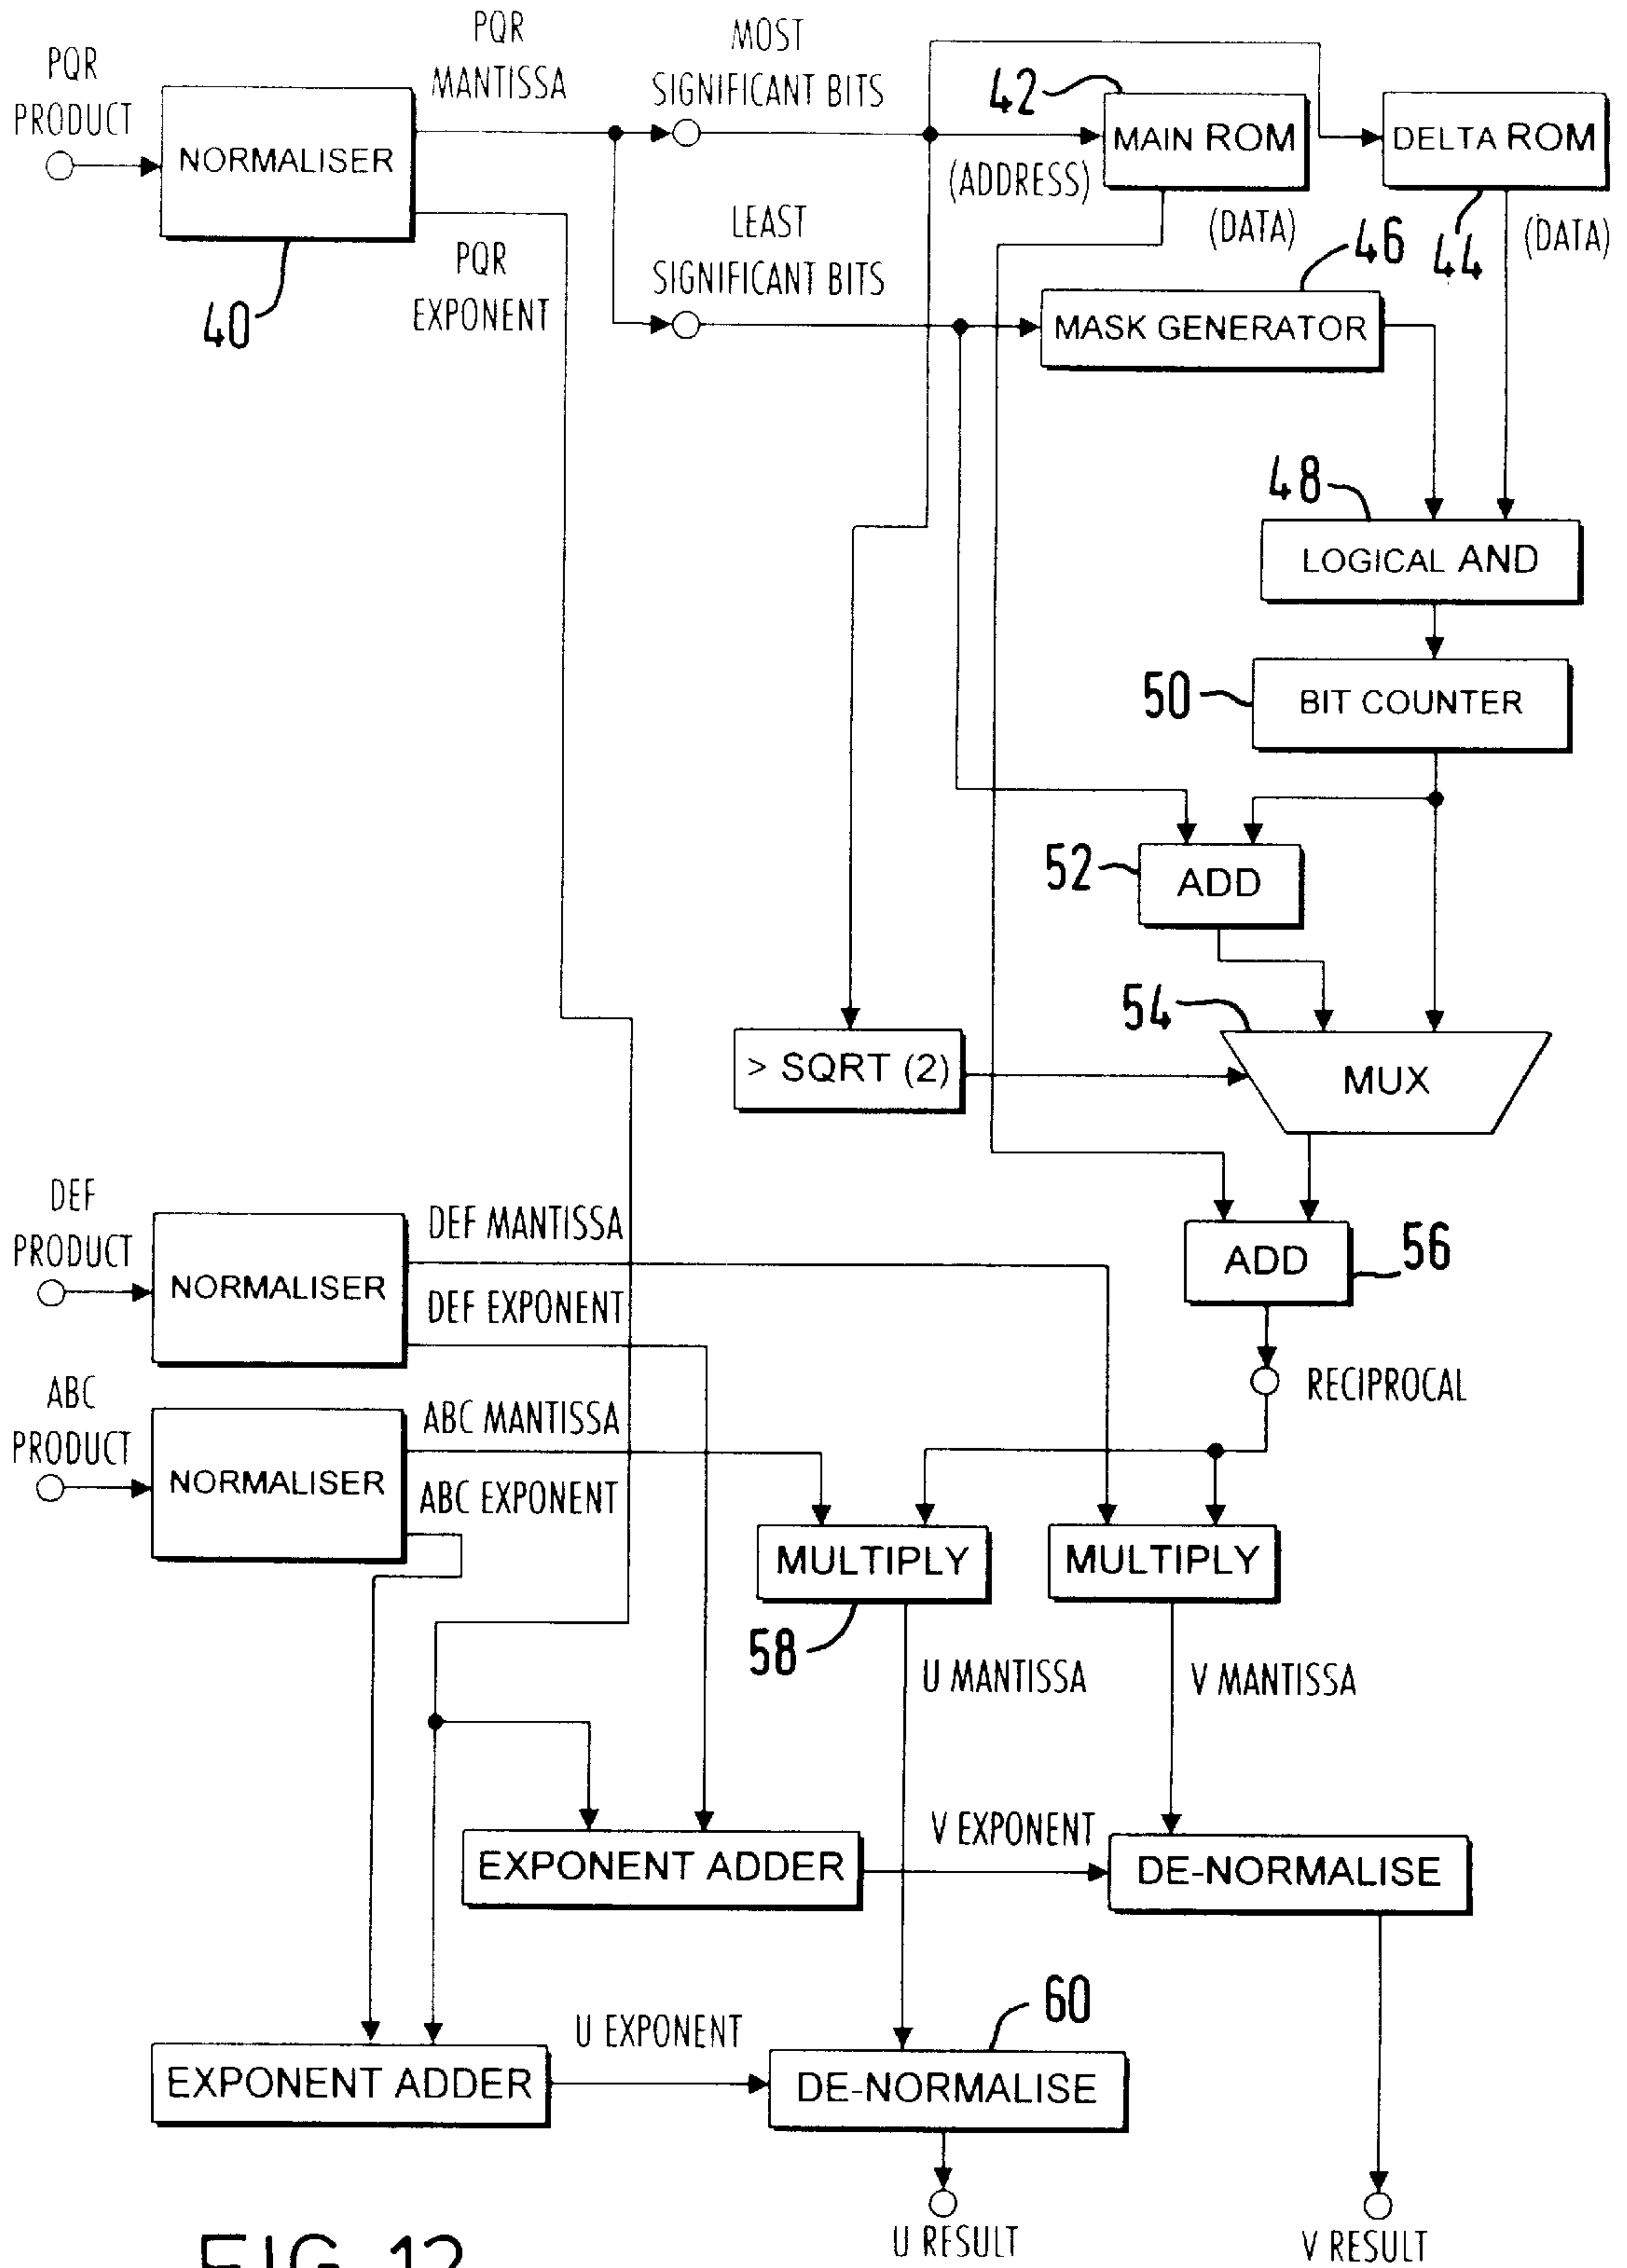 PQR
PRODUCT
NORMALISER
40
PQR
MANTISSA
PQR
EXPONENT
MOST
SIGNIFICANT BITS
LEAST
SIGNIFICANT BITS
42
MAIN ROM
(ADDRESS)
(DATA)
DELTA ROM
44
(DATA)
46
MASK GENERATOR
48
LOGICAL AND
50
BIT COUNTER
52
ADD
54
> SQRT (2)
MUX
DEF
PRODUCT
NORMALISER
DEF MANTISSA
DEF EXPONENT
ADD
56
RECIPROCAL
ABC
PRODUCT
NORMALISER
ABC MANTISSA
ABC EXPONENT
MULTIPLY
58
MULTIPLY
U MANTISSA
V MANTISSA
EXPONENT ADDER
V EXPONENT
DE-NORMALISE
EXPONENT ADDER
U EXPONENT
60
DE-NORMALISE
U RESULT
V RESULT
FIG. 12